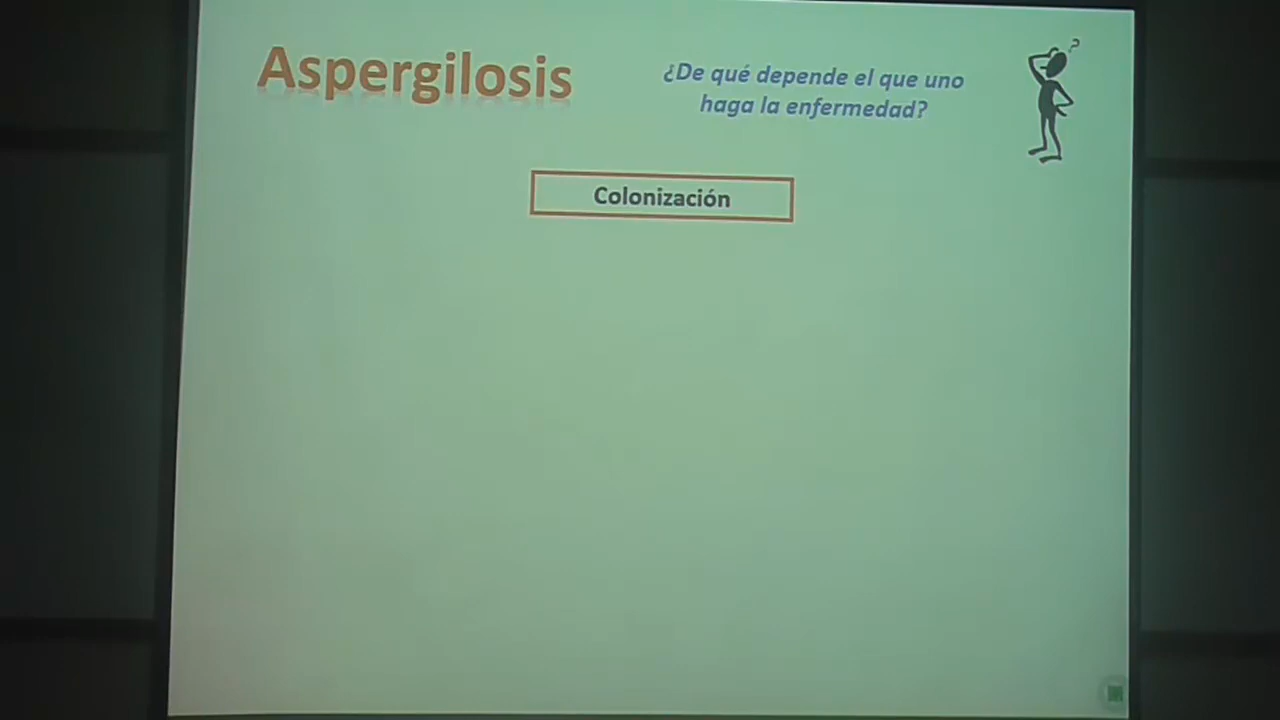 Aspergilosis
¿De qué depende el que uno
haga la enfermedad?
?
Colonización